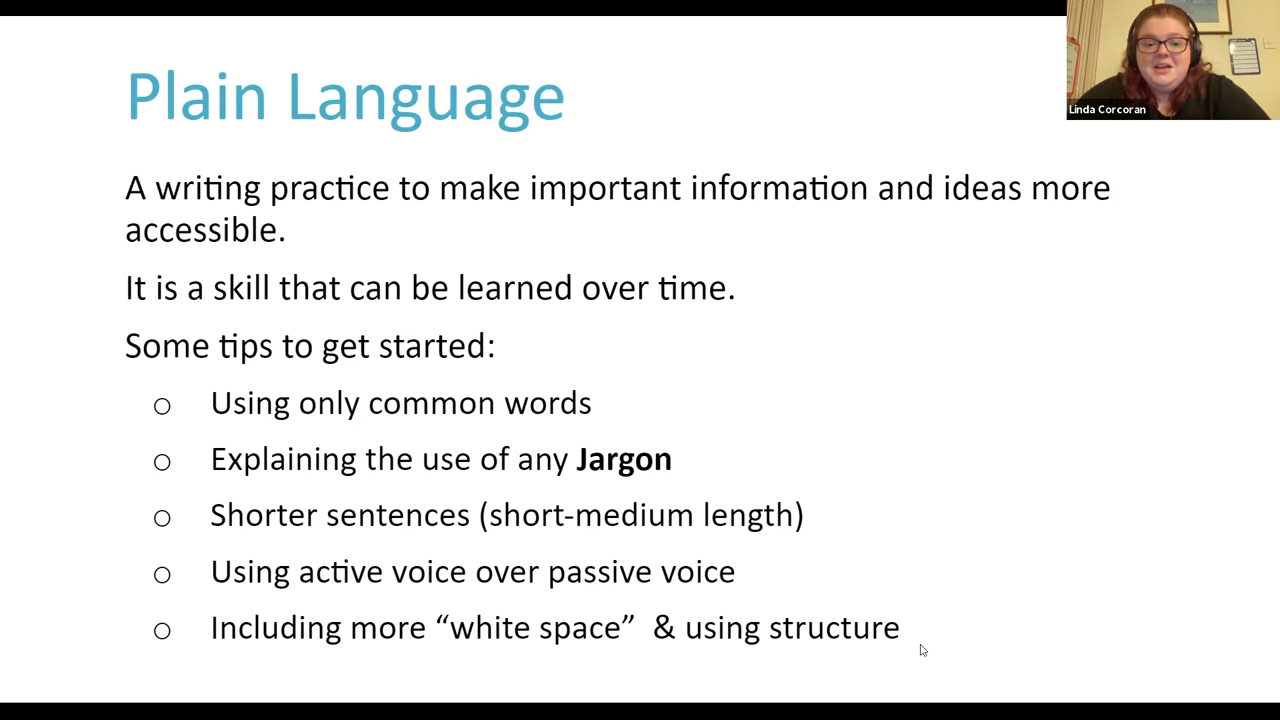 Plain Language
Linda Corcoran
A writing practice to make important information and ideas more
accessible.
It is a skill that can be learned over time.
Some tips to get started:
o Using only common words
o Explaining the use of any Jargon
o Shorter sentences (short-medium length)
o Using active voice over passive voice
o Including more “white space” & using structure